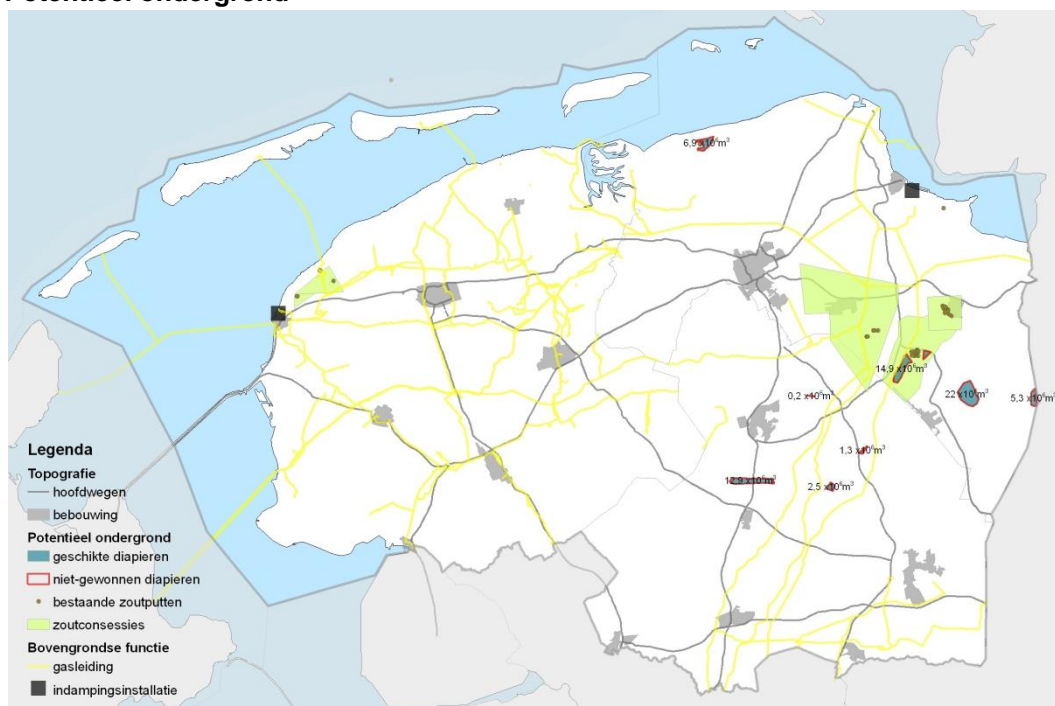 Potentieel ondergrond
6,9 x10⁶m³
14,9 x10⁶m³
22 x10⁶m³
5,3 x10⁶m³
0,2 x10⁶m³
1,3 x10⁶m³
x10⁶m³
2,5 x10⁶m³
Legenda
Topografie
hoofdwegen
bebouwing
Potentieel ondergrond
geschikte diapieren
niet-gewonnen diapieren
bestaande zoutputten
zoutconsessies
Bovengrondse functie
gasleiding
indampingsinstallatie